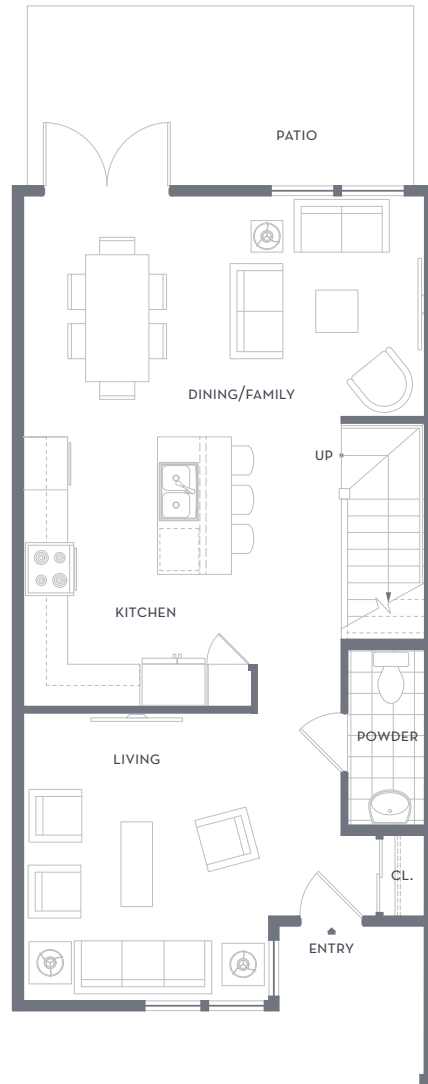 PATIO
DINING/FAMILY
UP
KITCHEN
POWDER
LIVING
CL.
ENTRY